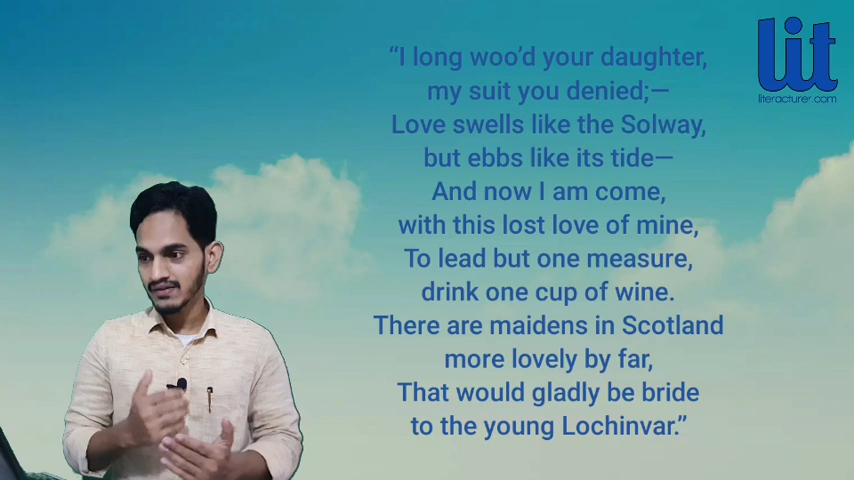 lit
literacturer.com
“I long woo’d your daughter,
my suit you denied;—
Love swells like the Solway,
but ebbs like its tide—
And now I am come,
with this lost love of mine,
To lead but one measure,
drink one cup of wine.
There are maidens in Scotland
more lovely by far,
That would gladly be bride
to the young Lochinvar.”